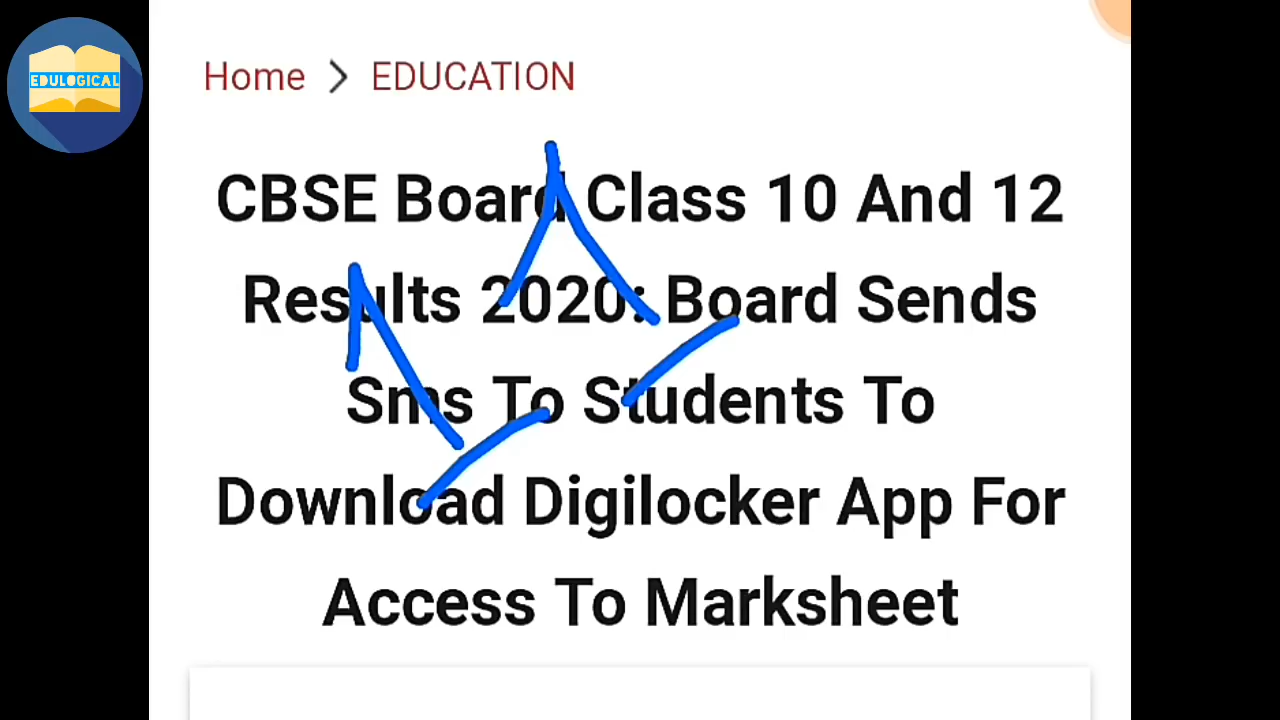 EDULOGICAL
Home > EDUCATION
CBSE Board Class 10 And 12
Results 2020: Board Sends
Sms To Students To
Download Digilocker App For
Access To Marksheet